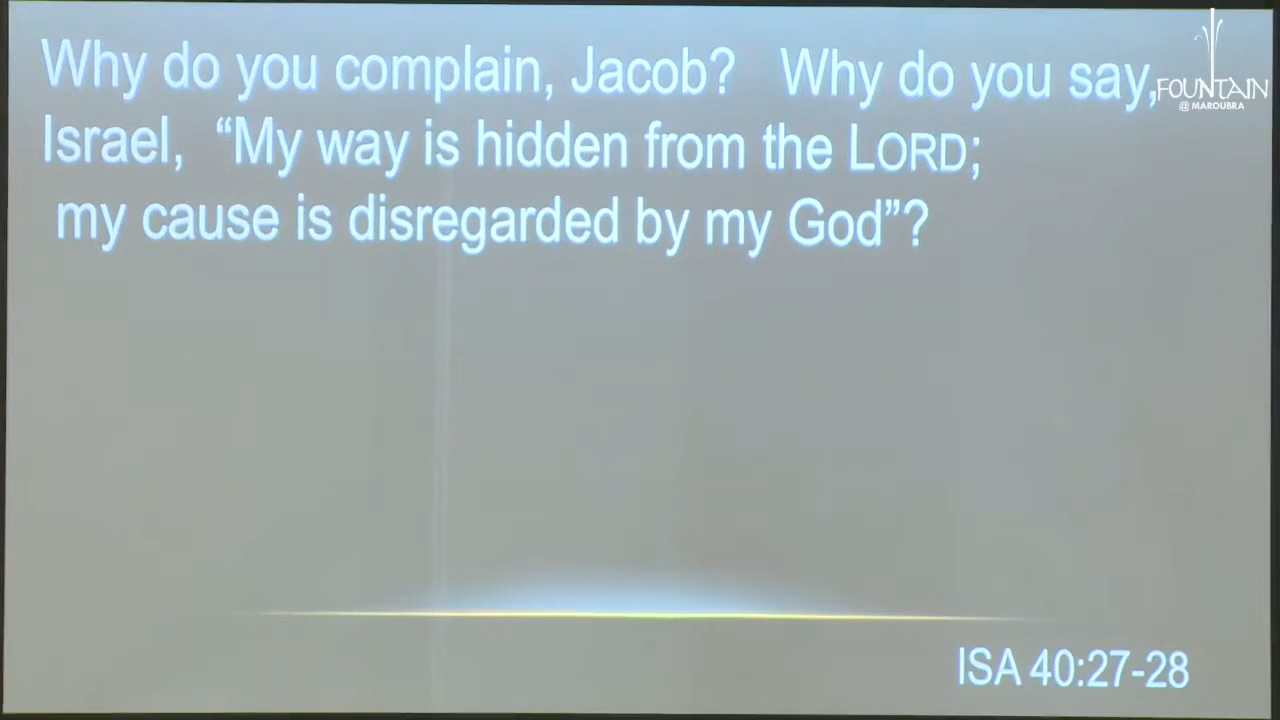 Why do you complain, Jacob? Why do you say,
Israel, “My way is hidden from the LORD;
my cause is disregarded by my God”?
ISA 40:27-28
FOUNTAIN
@ MAROUBRA